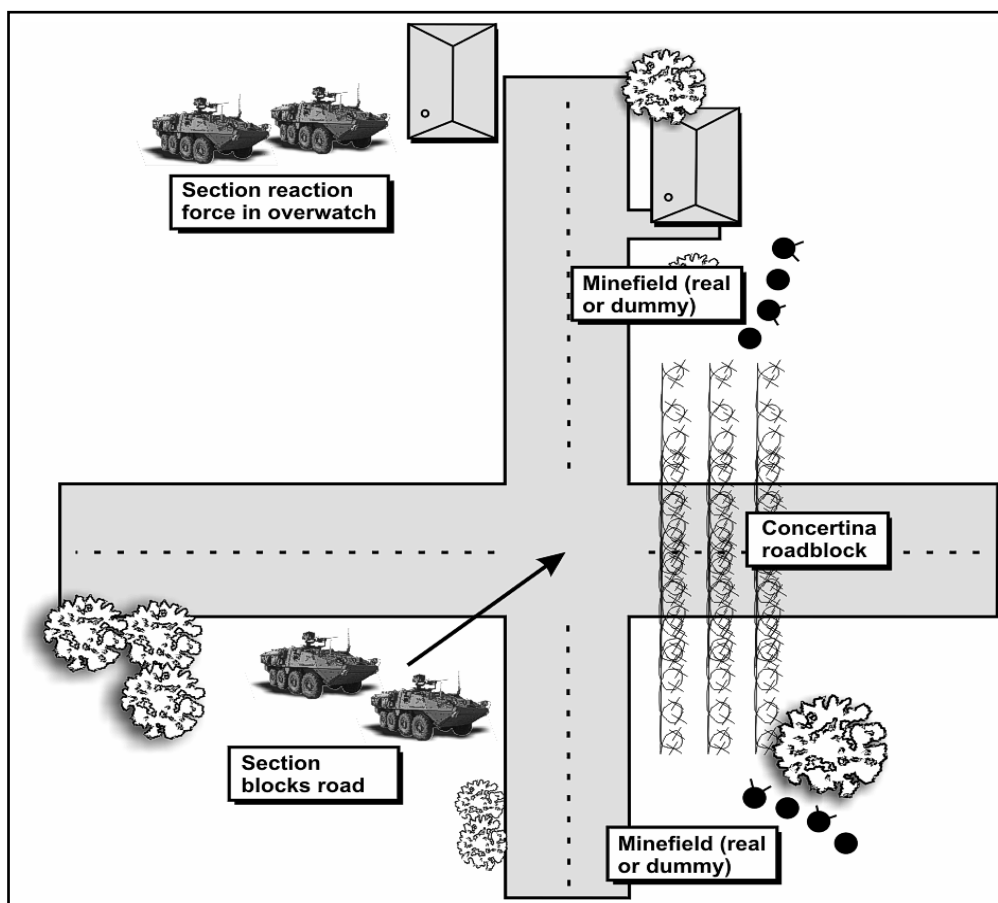 Section reaction
force in overwatch
Minefield (real
or dummy)
Concertina
roadblock
Section
blocks road
Minefield (real
or dummy)